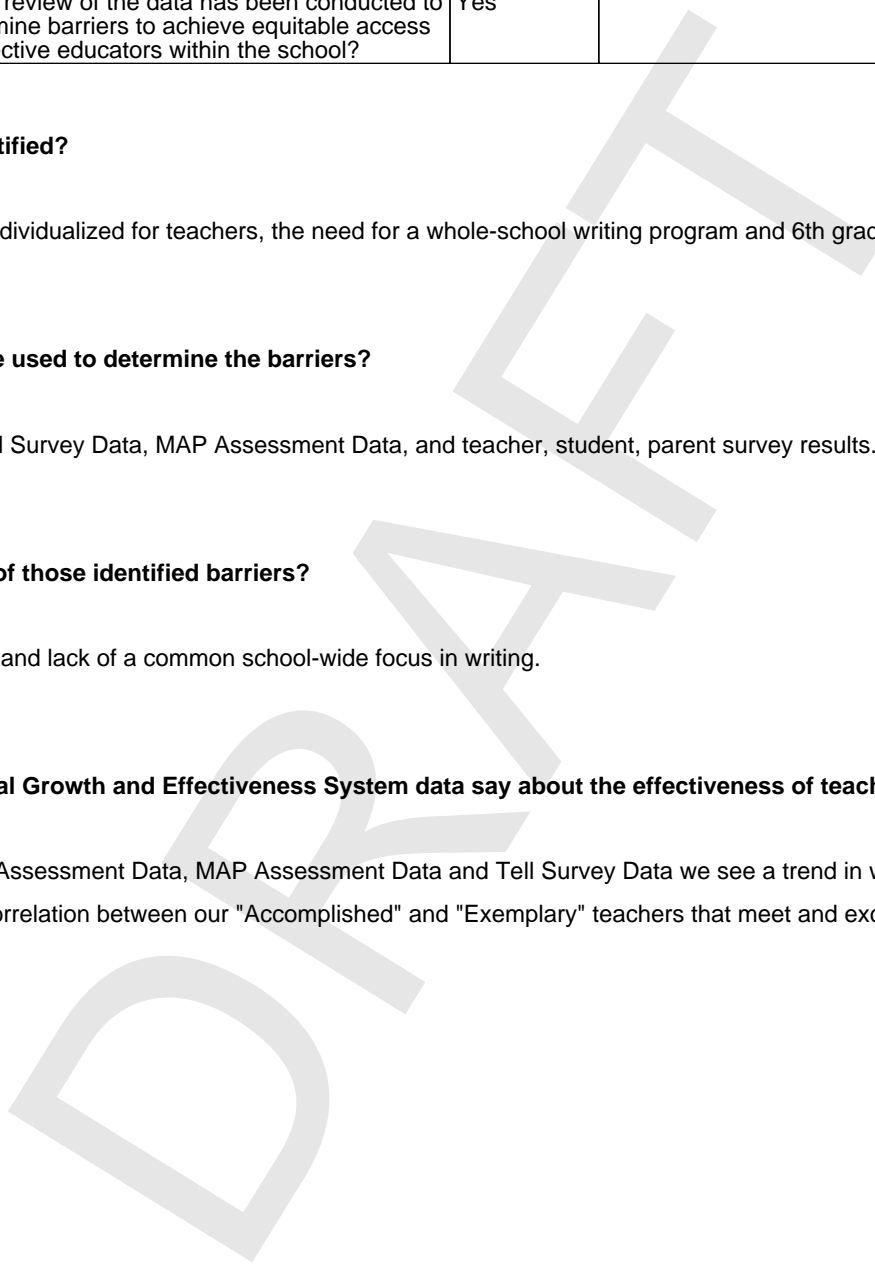 review of the data has been conducted to Yes
mine barriers to achieve equitable access
ctive educators within the school?
tified?
dividualized for teachers, the need for a whole-school writing program and 6th grad
e used to determine the barriers?
l Survey Data, MAP Assessment Data, and teacher, student, parent survey results.
of those identified barriers?
and lack of a common school-wide focus in writing.
al Growth and Effectiveness System data say about the effectiveness of teach
Assessment Data, MAP Assessment Data and Tell Survey Data we see a trend in w
orrelation between our "Accomplished" and "Exemplary" teachers that meet and exc
DRAFT